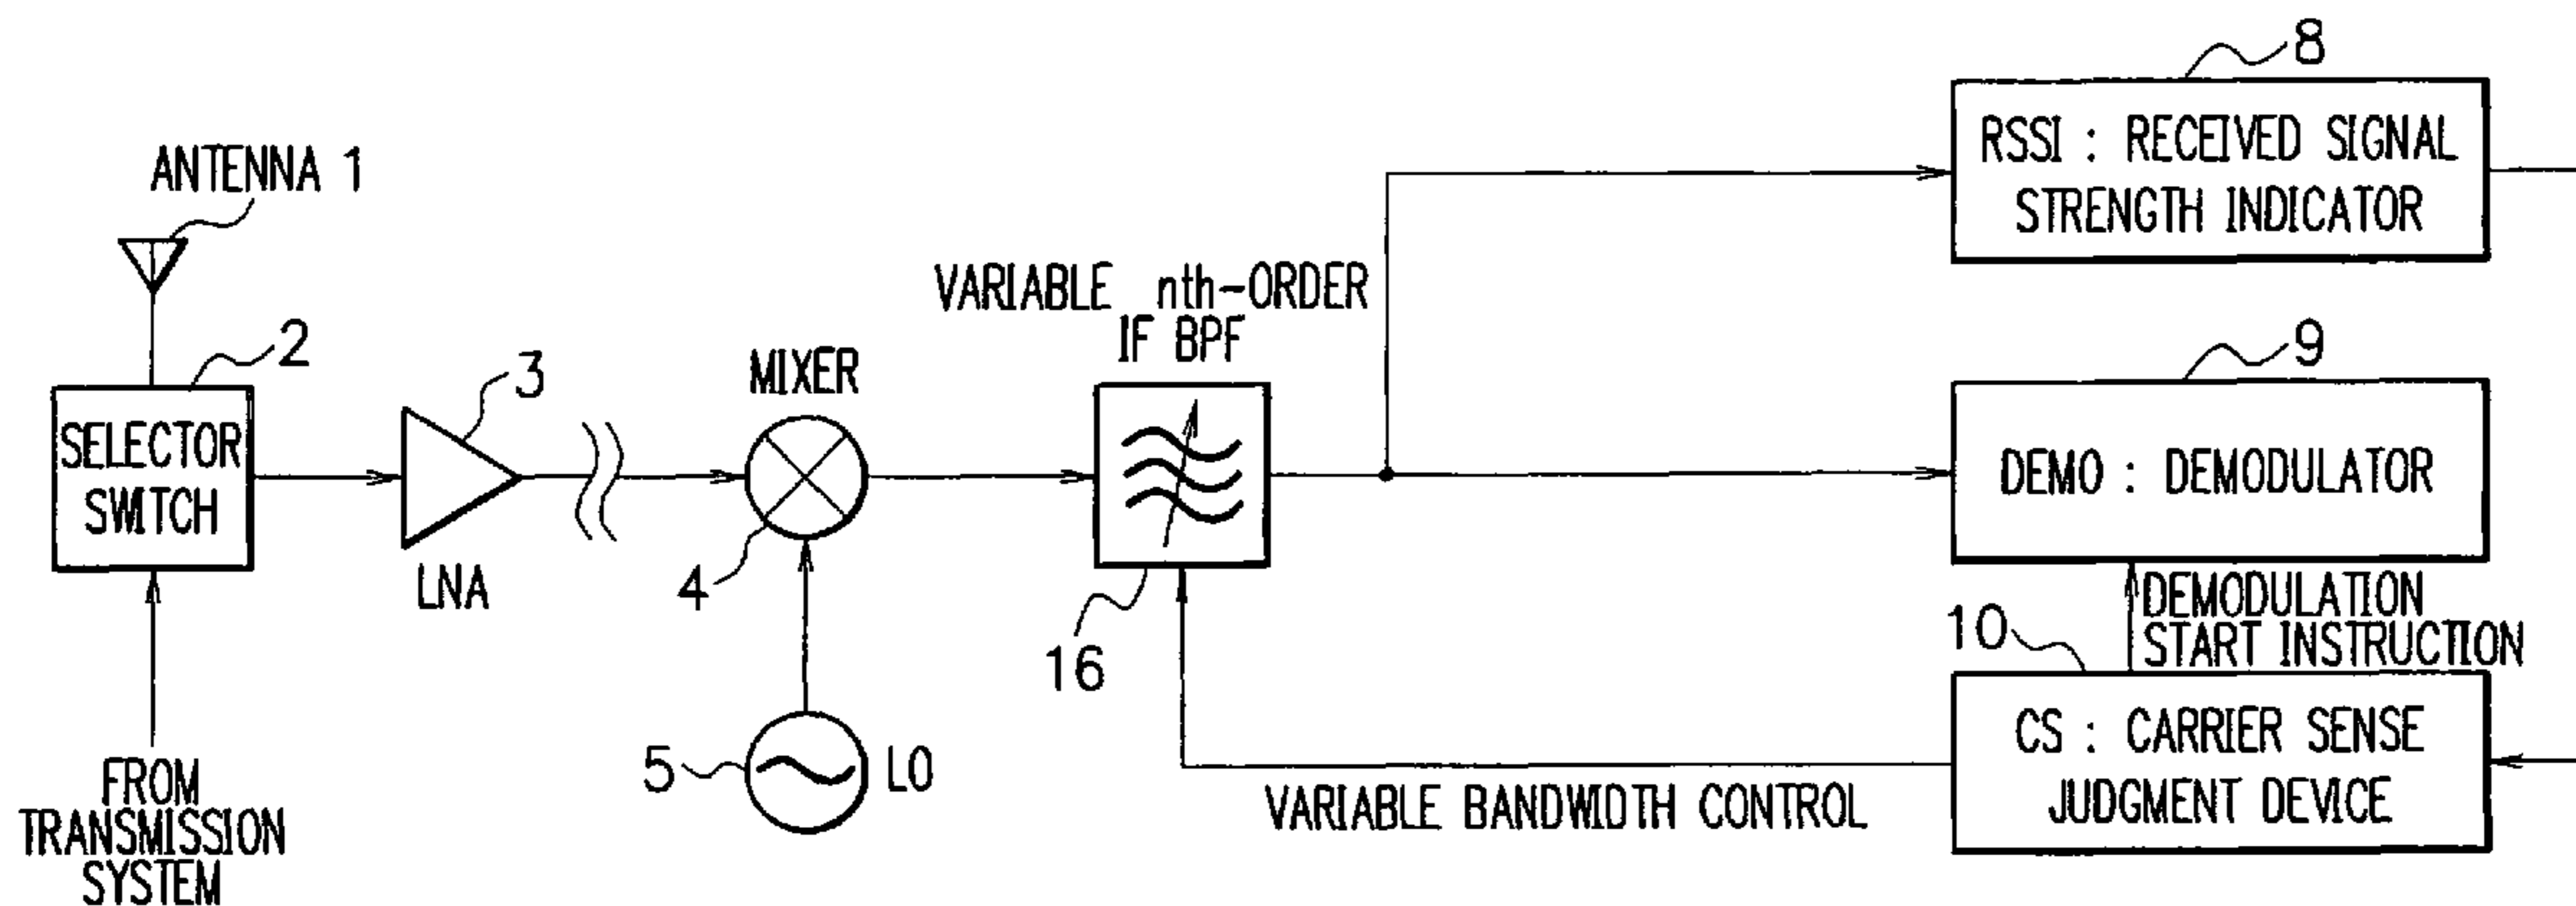 8
ANTENNA 1
RSSI : RECEIVED SIGNAL
STRENGTH INDICATOR
VARIABLE nth-ORDER
IF BPF
2
3
MIXER
9
SELECTOR
SWITCH
DEMO : DEMODULATOR
LNA
4
16
10
DEMODULATION
START INSTRUCTION
5
LO
CS : CARRIER SENSE
JUDGMENT DEVICE
VARIABLE BANDWIDTH CONTROL
FROM
TRANSMISSION
SYSTEM